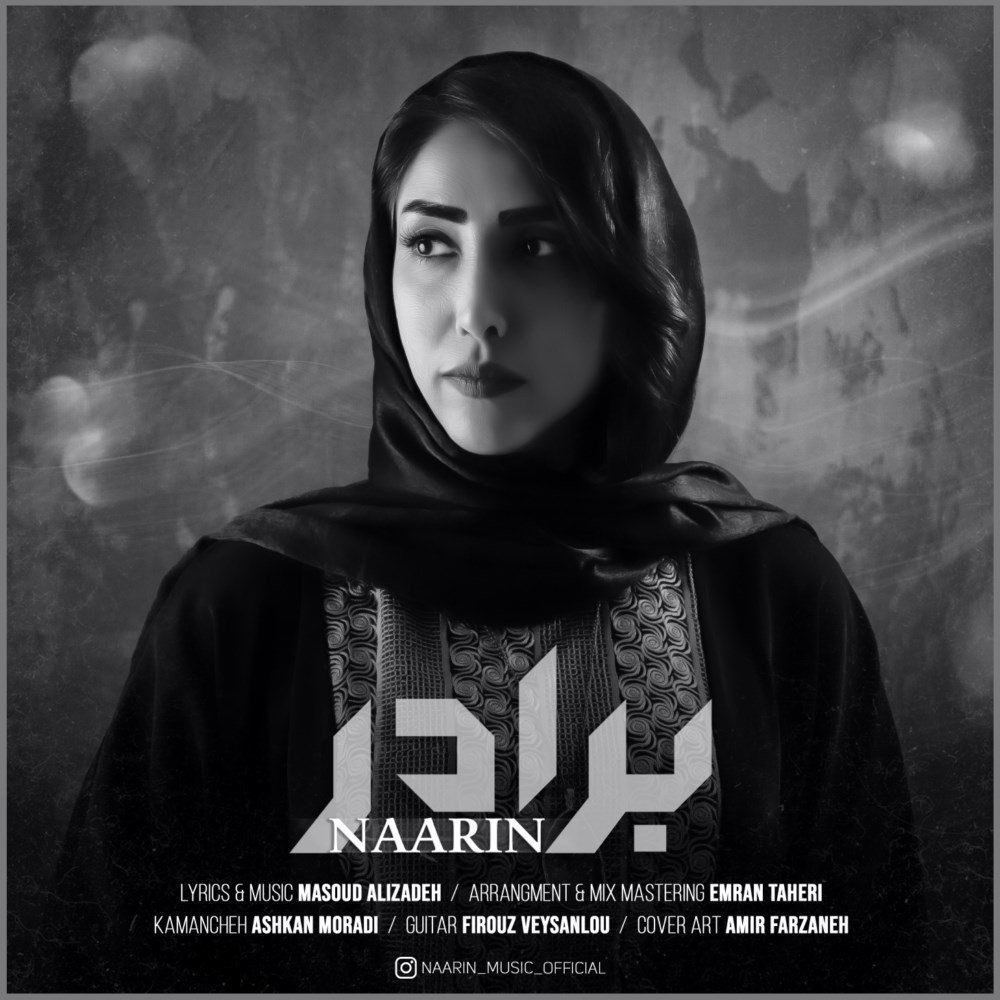 برادر
NAARIN
LYRICS & MUSIC MASOUD ALIZADEH / ARRANGMENT & MIX MASTERING EMRAN TAHERI
KAMANCHEH ASHKAN MORADI / GUITAR FIROUZ VEYSANLOU / COVER ART AMIR FARZANEH
NAARIN_MUSIC_OFFICIAL